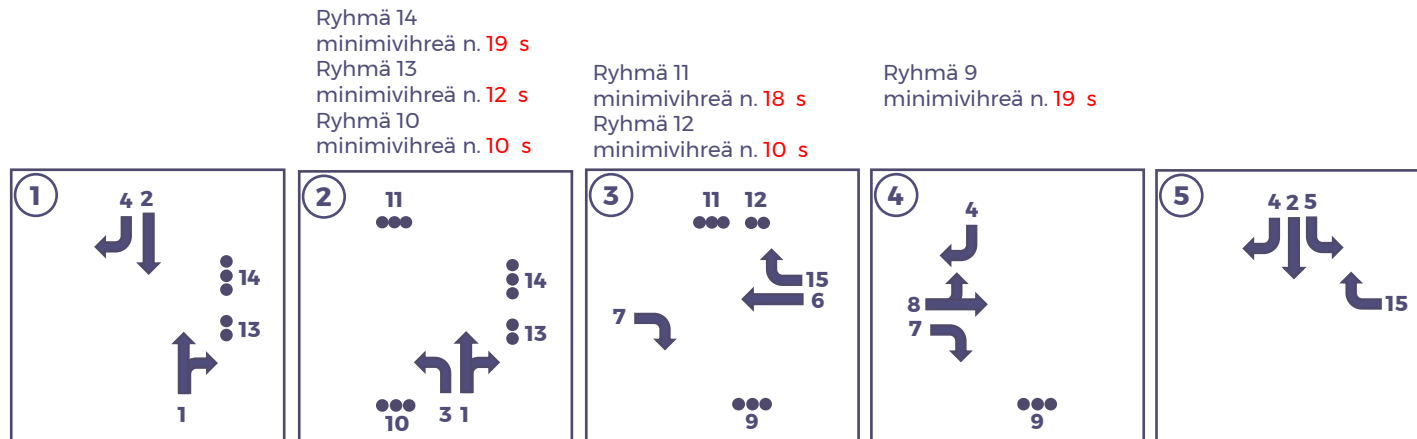 Ryhmä 14
minimivihreä n. 19 s
Ryhmä 13
minimivihreä n. 12 s
Ryhmä 10
minimivihreä n. 10 s
Ryhmä 11
minimivihreä n. 18 s
Ryhmä 12
minimivihreä n. 10 s
Ryhmä 9
minimivihreä n. 19 s
1
4 2
14
13
1
2
11
14
13
10
3 1
3
11 12
15
6
7
9
4
4
8
7
9
5
4 2 5
15